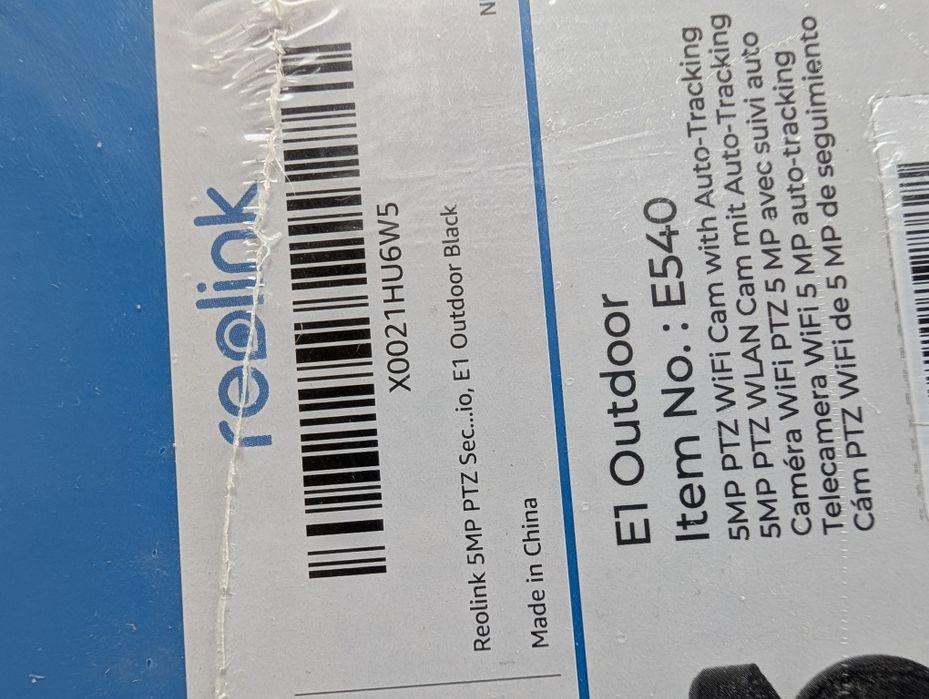 reolink
X0021HU6W5
Reolink 5MP PTZ Sec...io, E1 Outdoor Black
Made in China
E1 Outdoor
Item No.: E540
5MP PTZ WiFi Cam with Auto-Tracking
5MP PTZ WLAN Cam mit Auto-Tracking
Caméra WiFi PTZ 5 MP avec suivi auto
Telecamera WiFi 5 MP auto-tracking
Cám PTZ WiFi de 5 MP de seguimiento